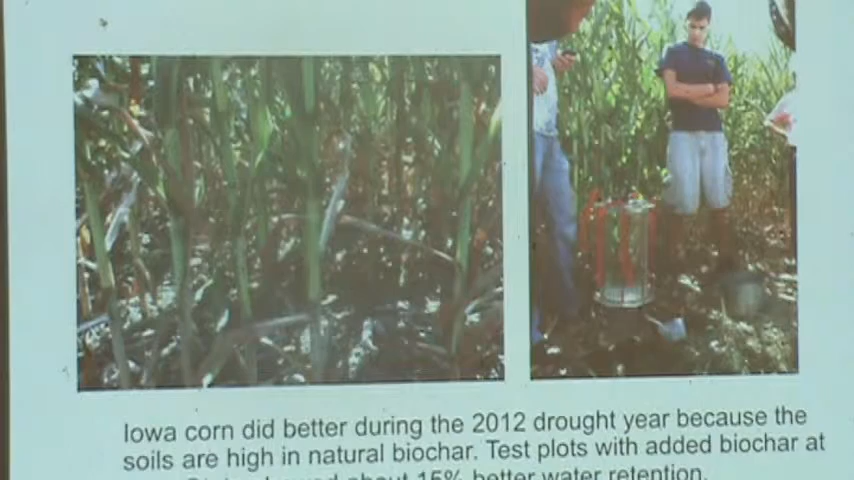 Iowa corn did better during the 2012 drought year because the
soils are high in natural biochar. Test plots with added biochar at
about 15% better water retention.